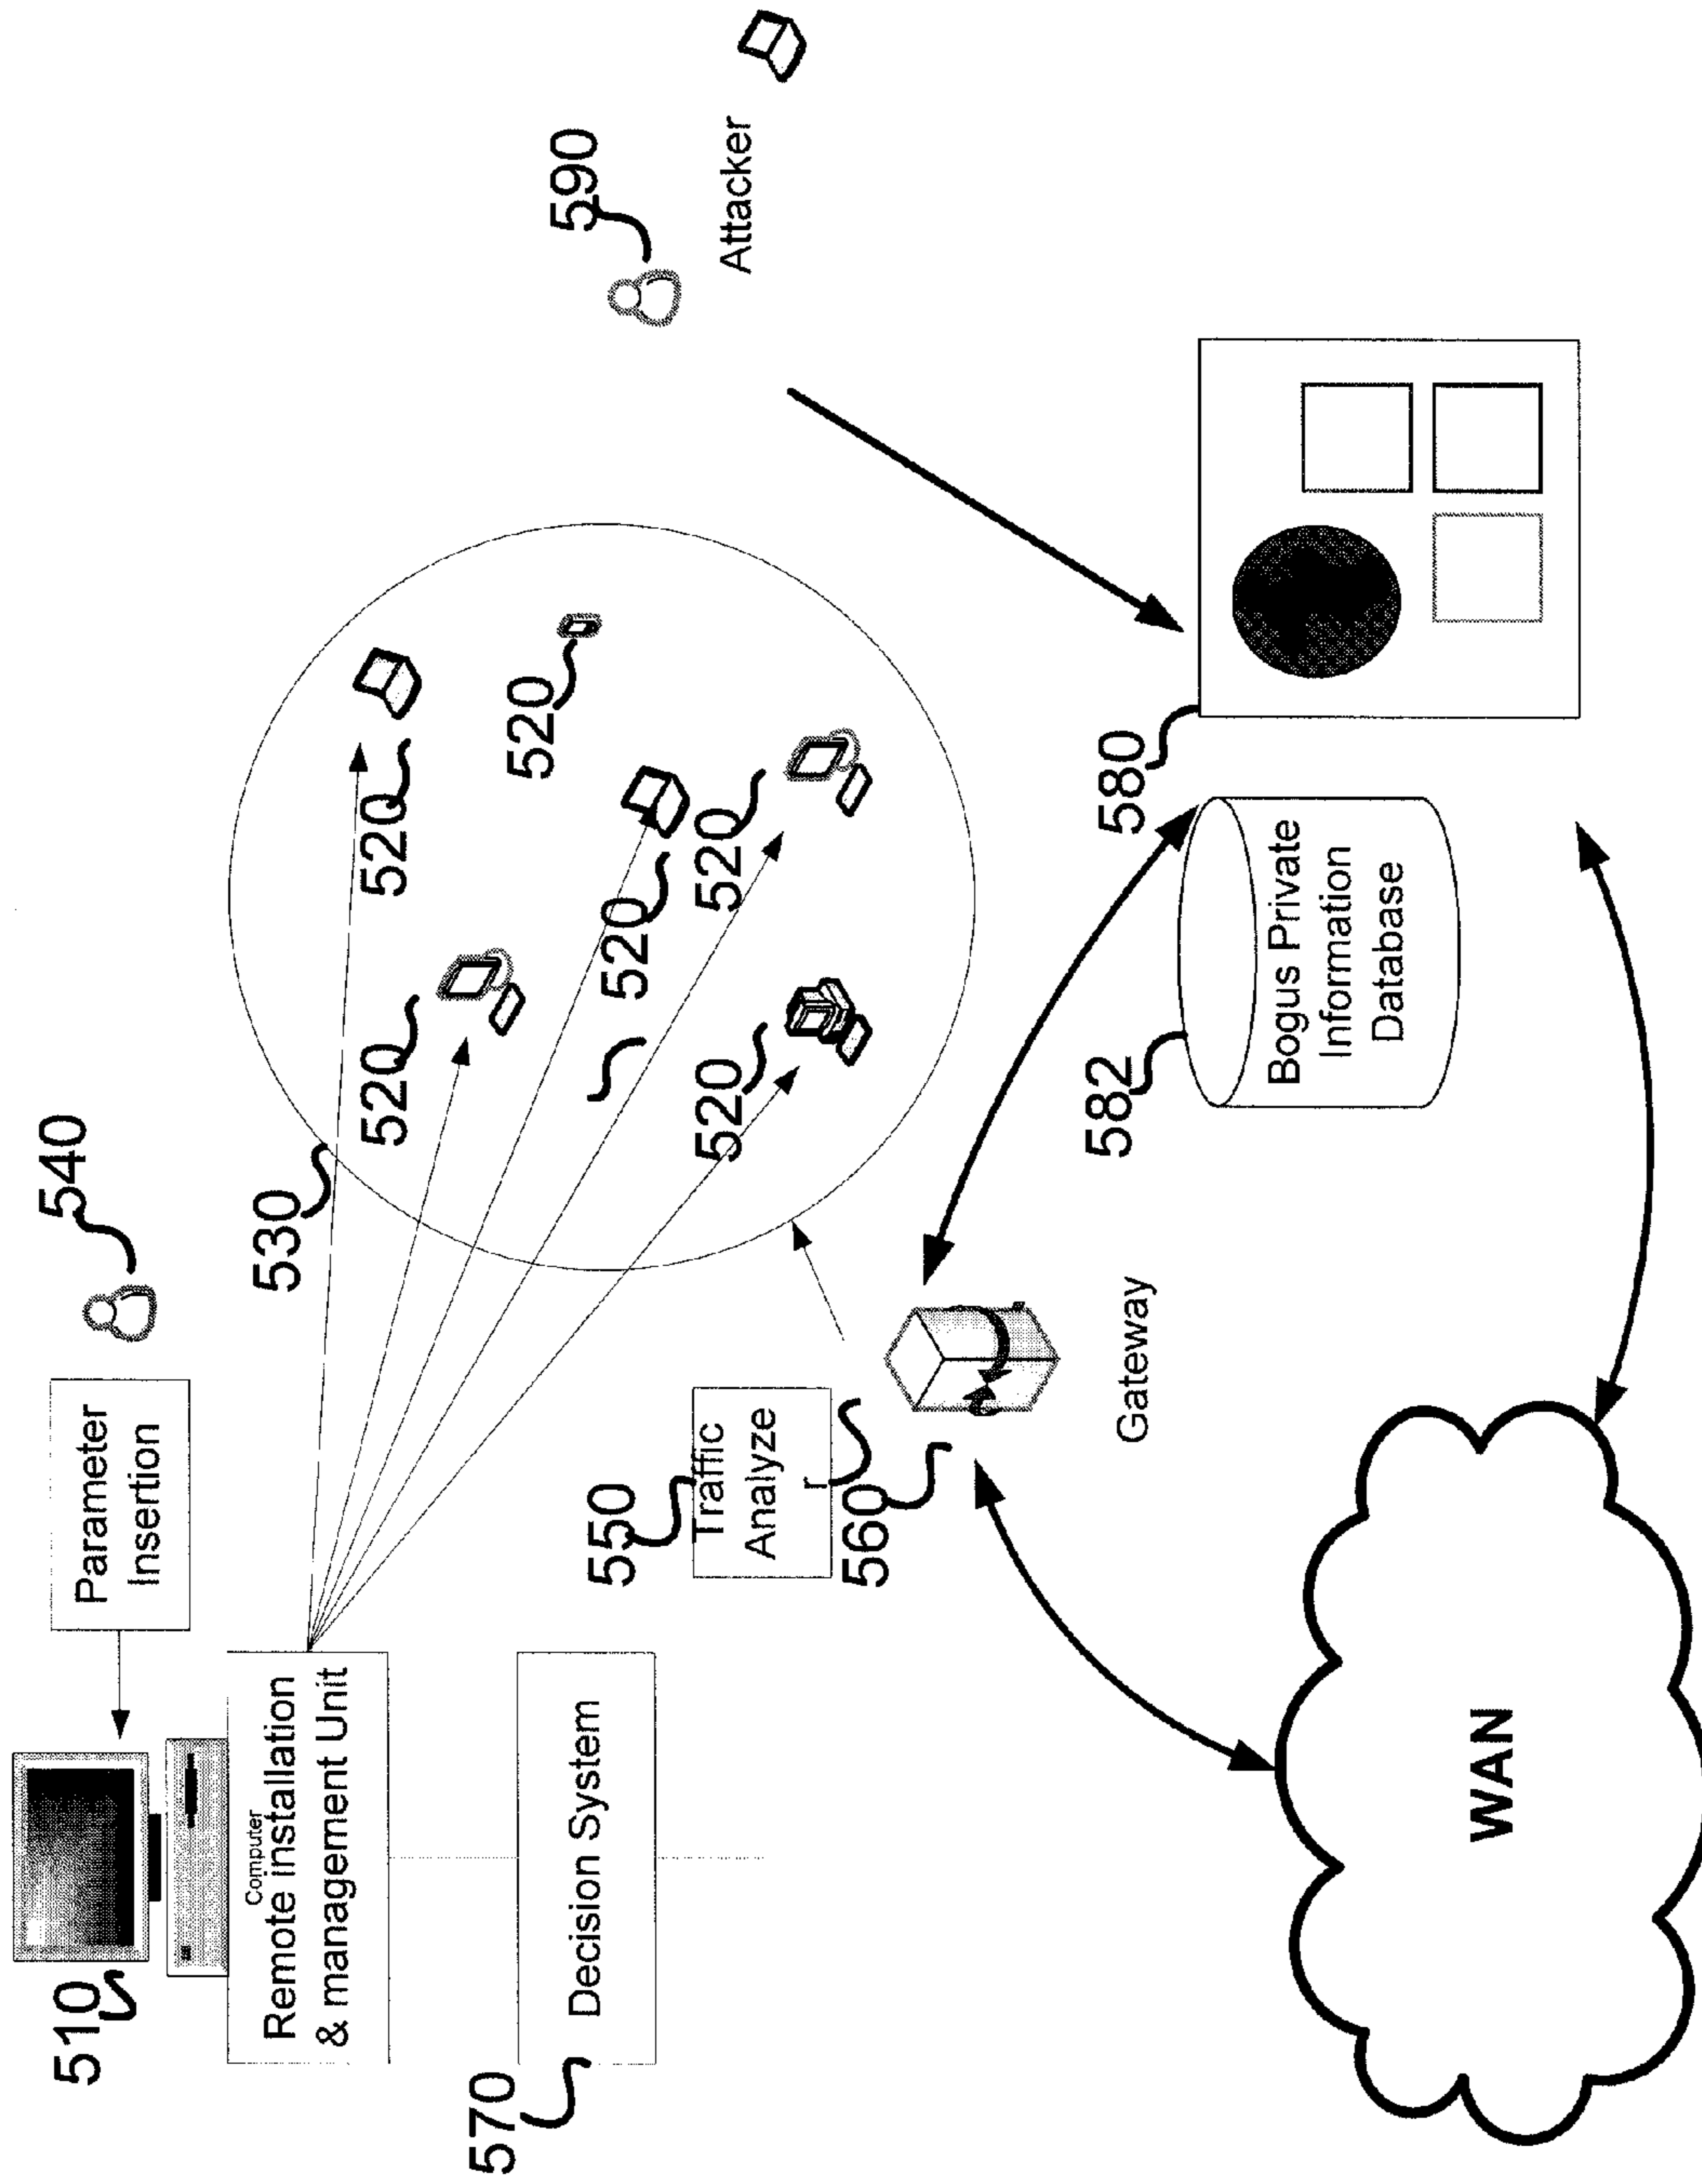 510
540
Parameter
Insertion
Computer
Remote installation
& management Unit
530
520
520
520
520
520
520
590
Attacker
570
Decision System
550
Traffic
Analyze
r
560
Gateway
580
582
Bogus Private
Information
Database
WAN